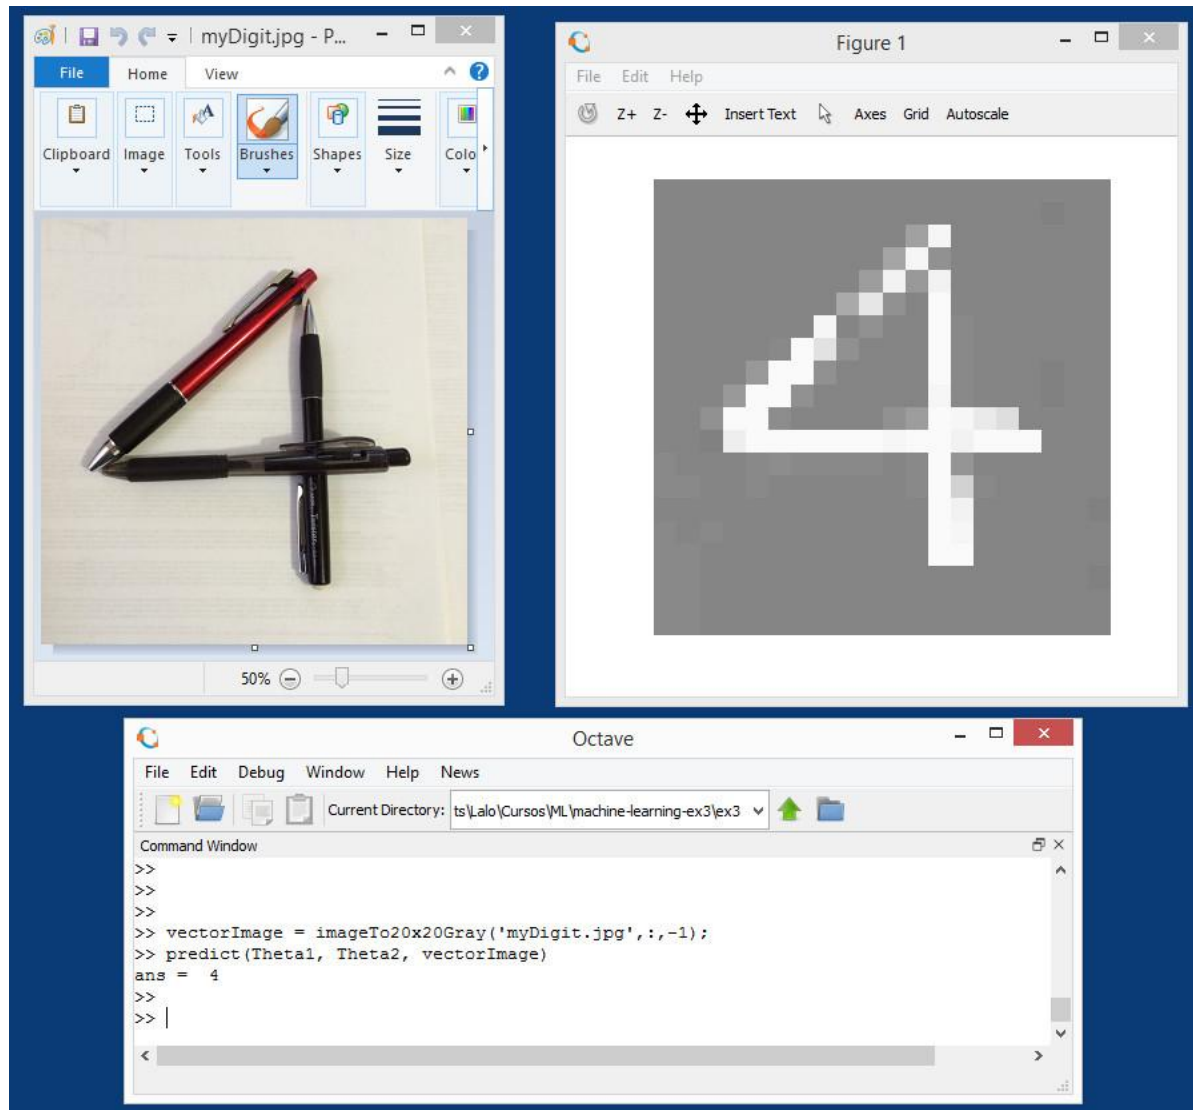 myDigit.jpg - P...
File Home View
Clipboard Image Tools Brushes Shapes Size Colo
50%
Figure 1
File Edit Help
Z+ Z- Insert Text Axes Grid Autoscale
Octave
File Edit Debug Window Help News
Current Directory: ts\Lalo\Cursos\ML\machine-learning-ex3\ex3
Command Window
>>
>>
>>
>> vectorImage = imageTo20x20Gray('myDigit.jpg',:,-1);
>> predict(Theta1, Theta2, vectorImage)
ans =  4
>>
>>